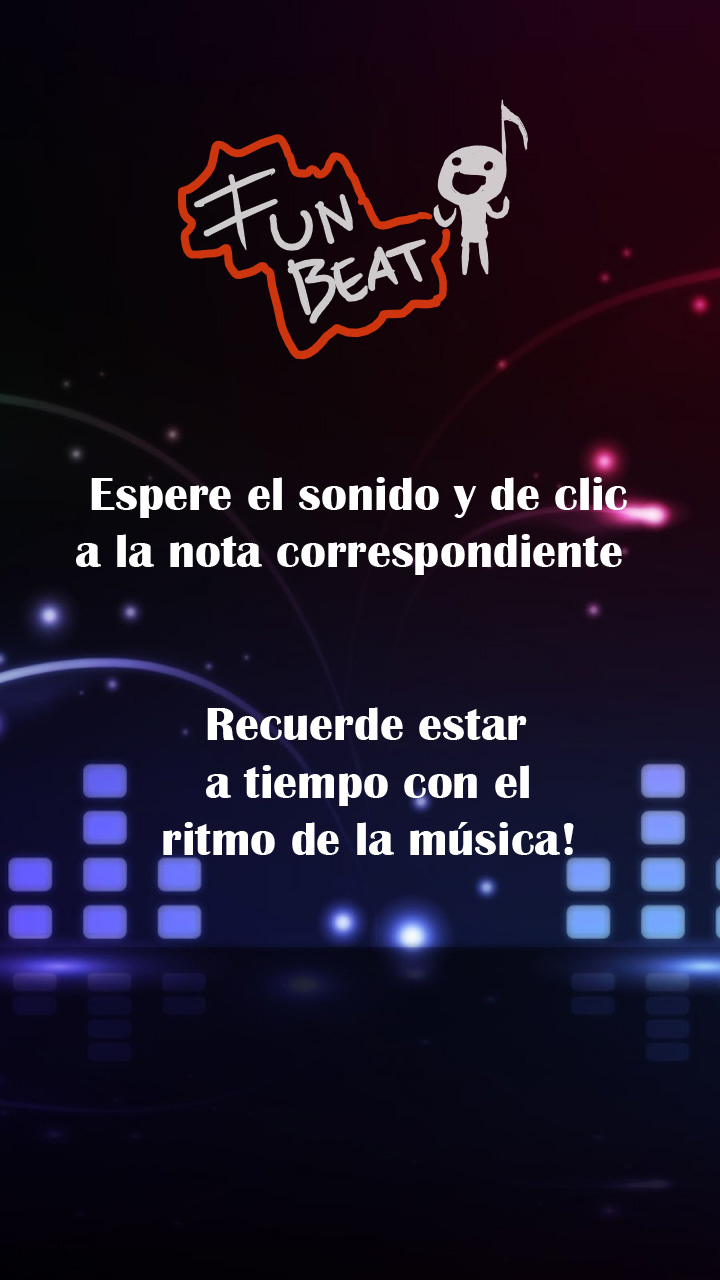 FUN
BEAT
Espere el sonido y de clic
a la nota correspondiente
Recuerde estar
a tiempo con el
ritmo de la música!